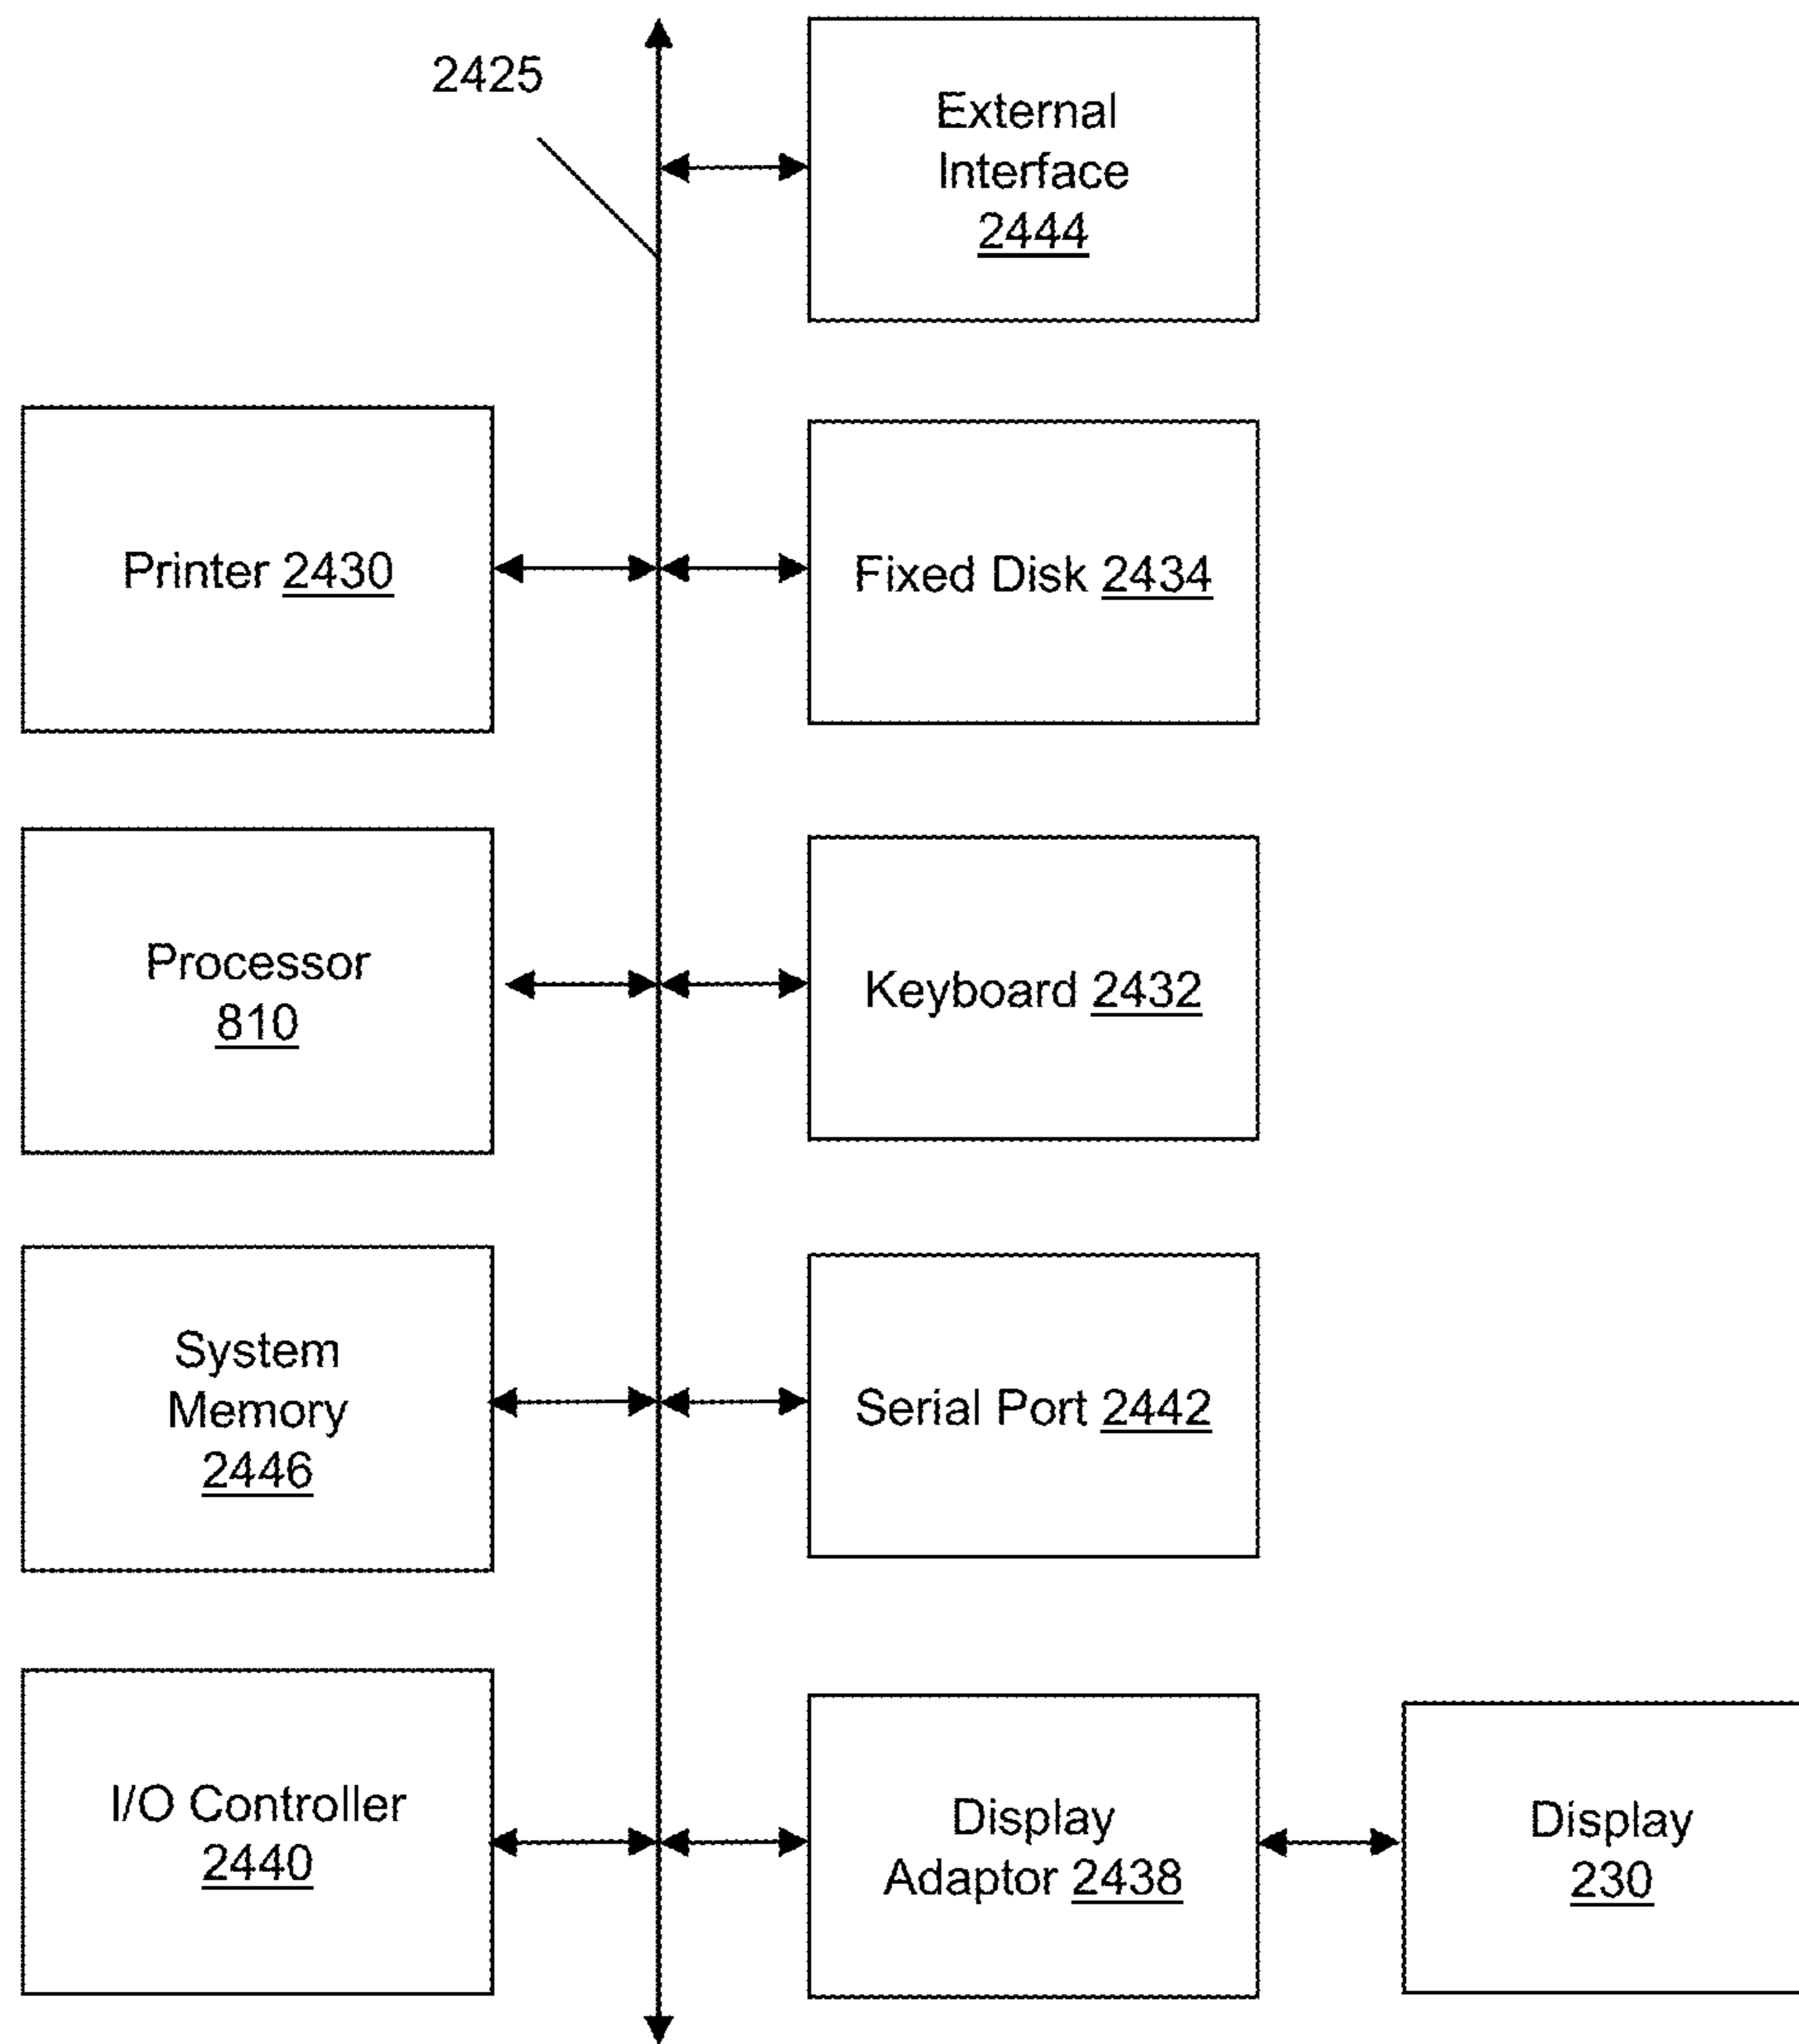 2425
External
Interface
2444
Printer 2430
Fixed Disk 2434
Processor
810
Keyboard 2432
System
Memory
2446
Serial Port 2442
I/O Controller
2440
Display
Adaptor 2438
Display
230